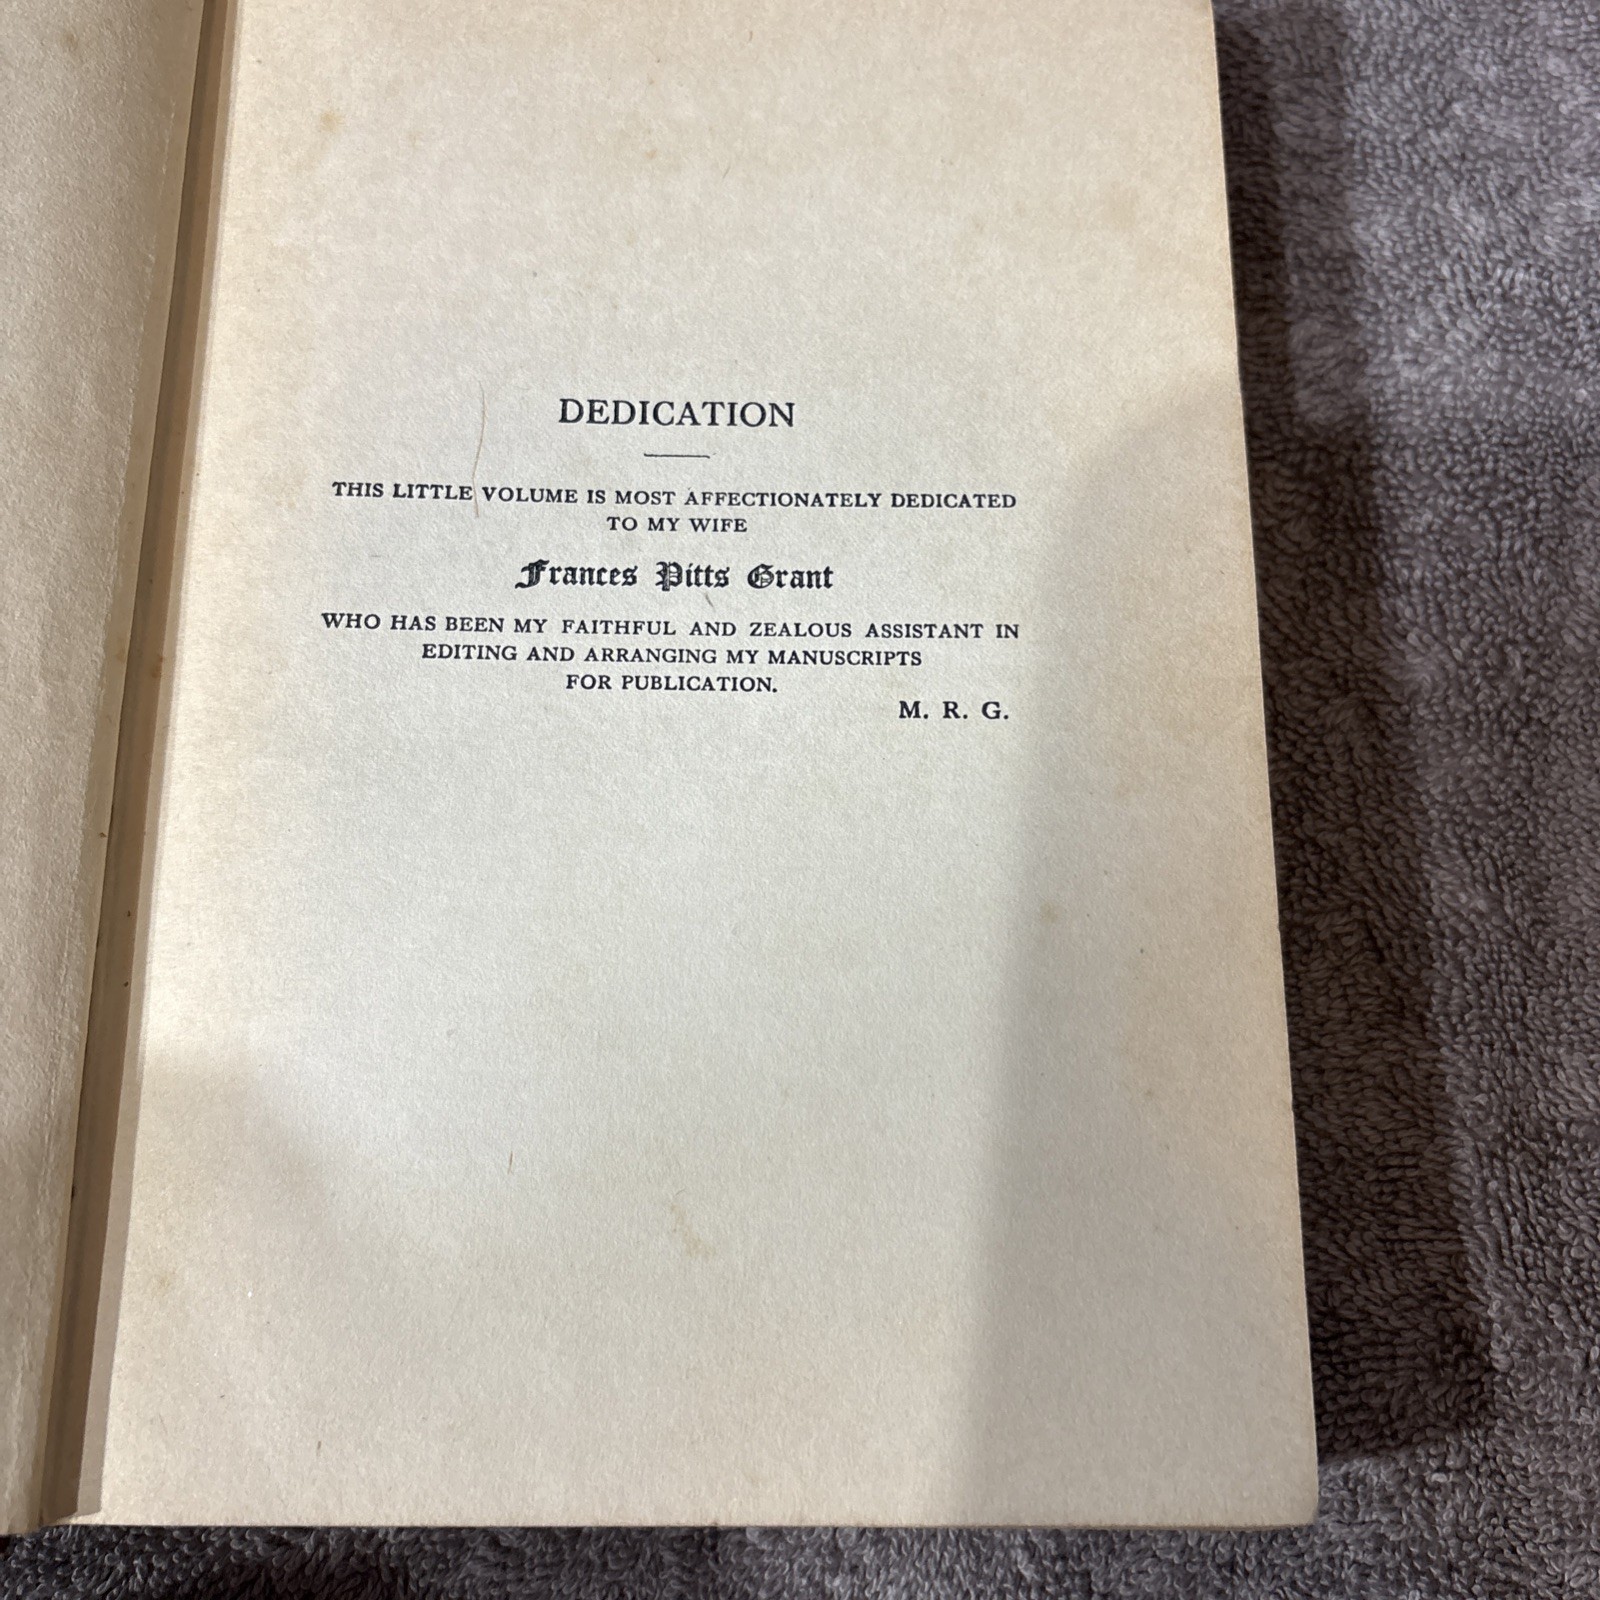 DEDICATION
THIS LITTLE VOLUME IS MOST AFFECTIONATELY DEDICATED
TO MY WIFE
Frances Pitts Grant
WHO HAS BEEN MY FAITHFUL AND ZEALOUS ASSISTANT IN
EDITING AND ARRANGING MY MANUSCRIPTS
FOR PUBLICATION.
M. R. G.